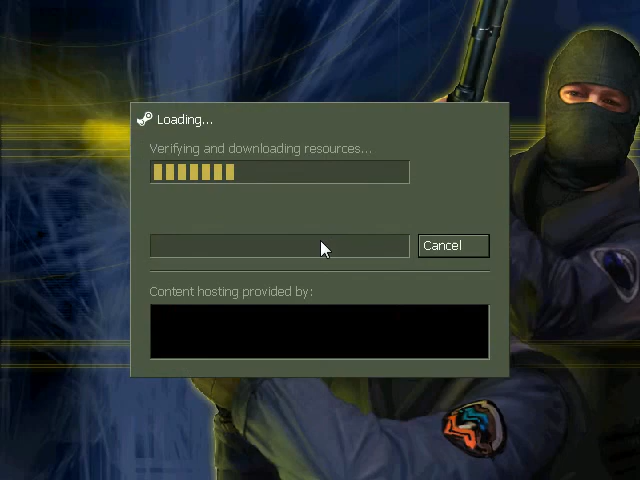 Loading...
Verifying and downloading resources...
Cancel
Content hosting provided by: